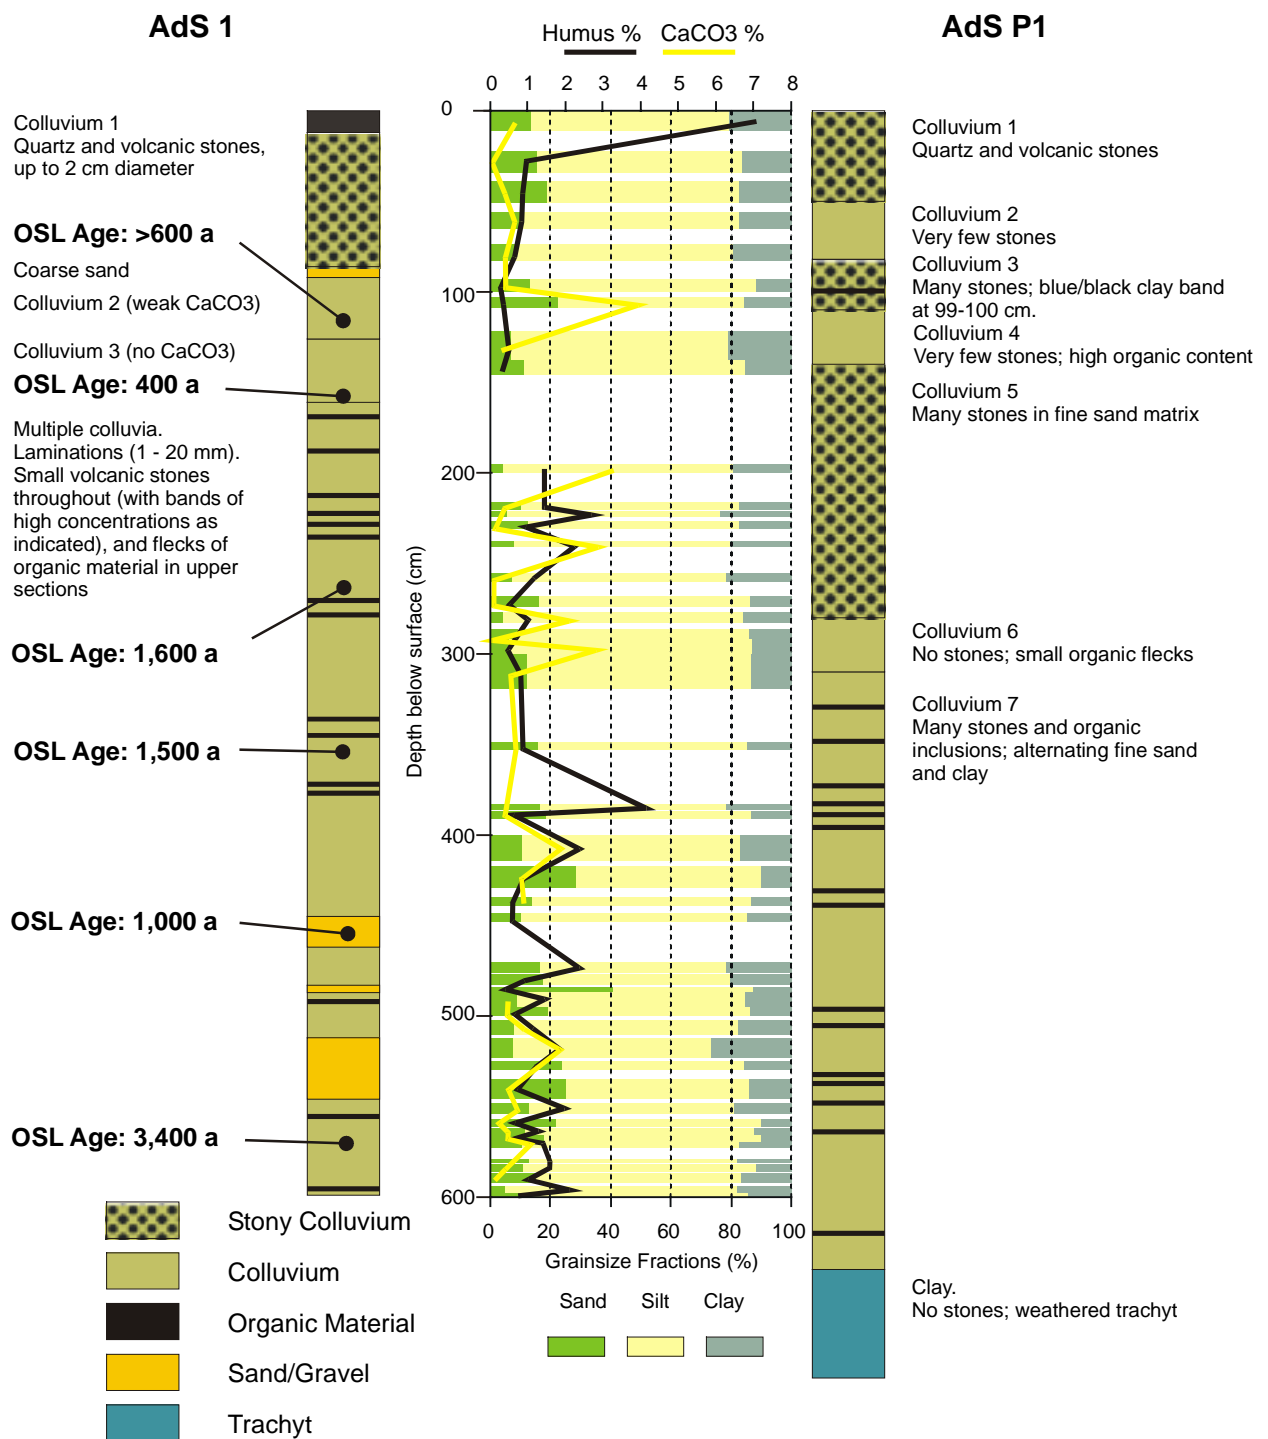 AdS 1
AdS P1
Humus %
CaCO3 %
0 1 2 3 4 5 6 7 8
0
100
200
300
400
500
600
Depth below surface (cm)
0 20 40 60 80 100
Grainsize Fractions (%)
Sand
Silt
Clay
Colluvium 1
Quartz and volcanic stones,
up to 2 cm diameter
OSL Age: >600 a
Coarse sand
Colluvium 2 (weak CaCO3)
Colluvium 3 (no CaCO3)
OSL Age: 400 a
Multiple colluvia.
Laminations (1 - 20 mm).
Small volcanic stones
throughout (with bands of
high concentrations as
indicated), and flecks of
organic material in upper
sections
OSL Age: 1,600 a
OSL Age: 1,500 a
OSL Age: 1,000 a
OSL Age: 3,400 a
Stony Colluvium
Colluvium
Organic Material
Sand/Gravel
Trachyt
Colluvium 1
Quartz and volcanic stones
Colluvium 2
Very few stones
Colluvium 3
Many stones; blue/black clay band
at 99-100 cm.
Colluvium 4
Very few stones; high organic content
Colluvium 5
Many stones in fine sand matrix
Colluvium 6
No stones; small organic flecks
Colluvium 7
Many stones and organic
inclusions; alternating fine sand
and clay
Clay.
No stones; weathered trachyt